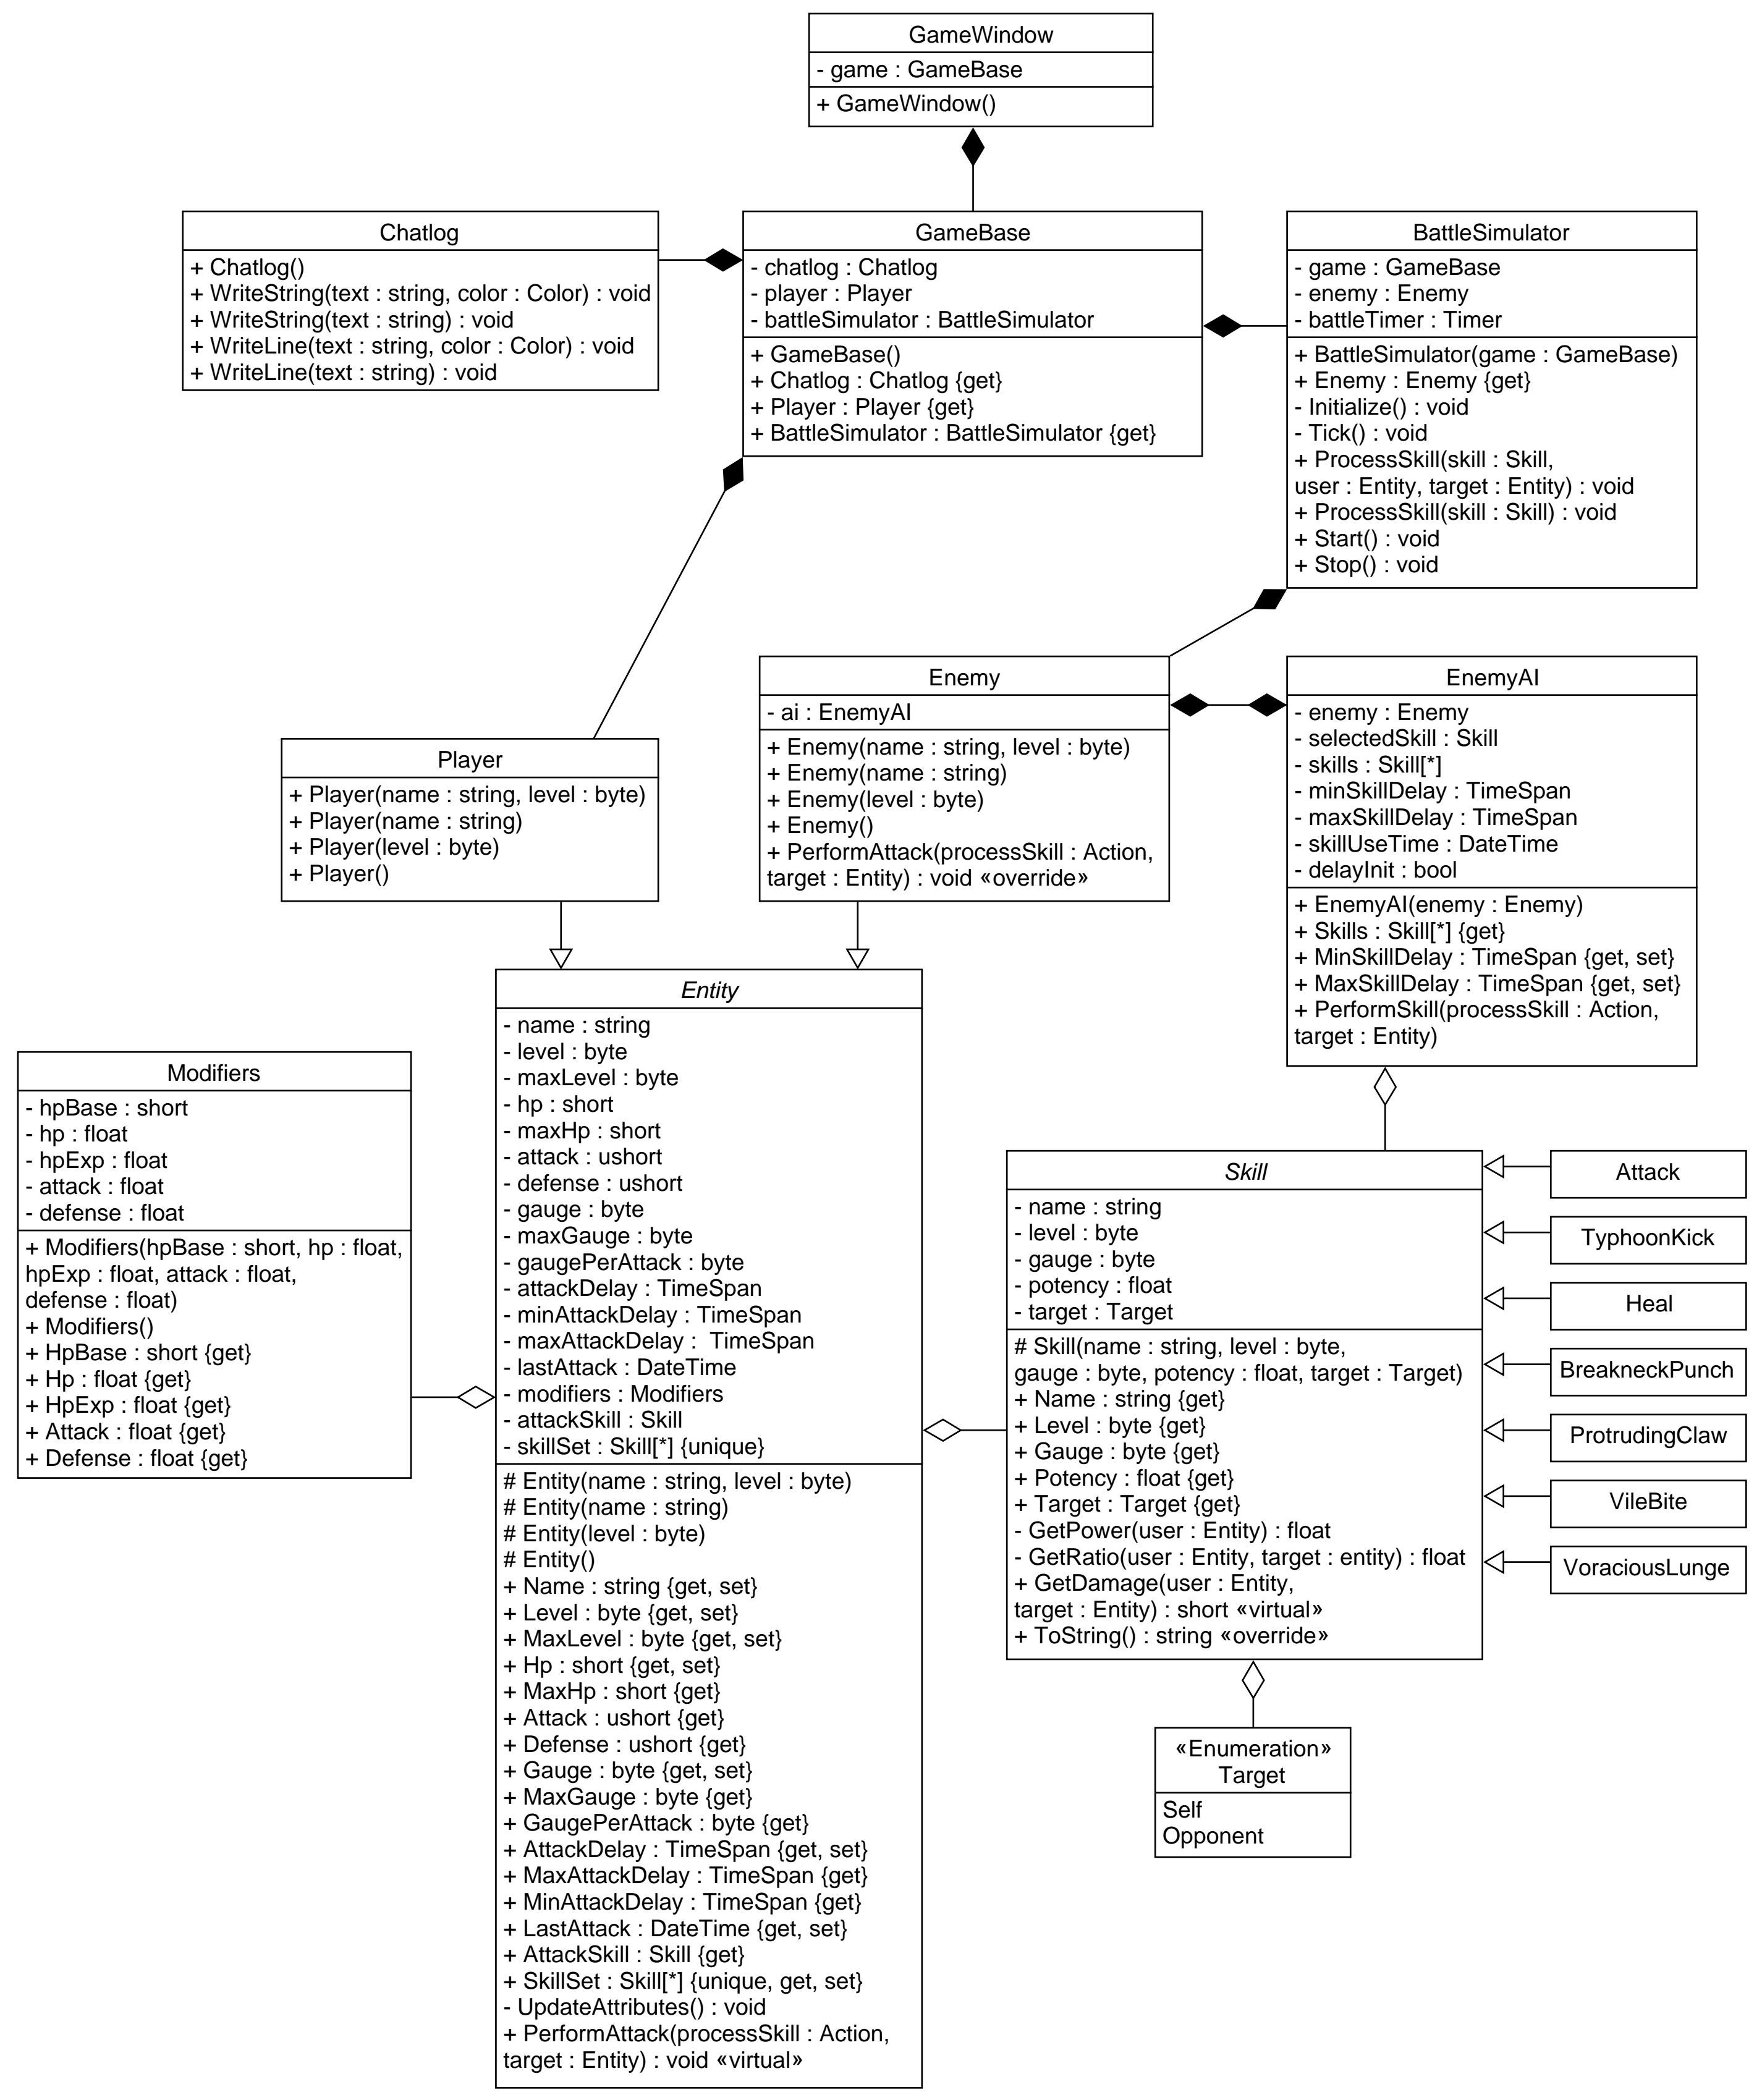 GameWindow
- game : GameBase
+ GameWindow()
Chatlog
+ Chatlog()
+ WriteString(text : string, color : Color) : void
+ WriteString(text : string) : void
+ WriteLine(text : string, color : Color) : void
+ WriteLine(text : string) : void
GameBase
- chatlog : Chatlog
- player : Player
- battleSimulator : BattleSimulator
+ GameBase()
+ Chatlog : Chatlog {get}
+ Player : Player {get}
+ BattleSimulator : BattleSimulator {get}
BattleSimulator
- game : GameBase
- enemy : Enemy
- battleTimer : Timer
+ BattleSimulator(game : GameBase)
+ Enemy : Enemy {get}
- Initialize() : void
- Tick() : void
+ ProcessSkill(skill : Skill,
user : Entity, target : Entity) : void
+ ProcessSkill(skill : Skill) : void
+ Start() : void
+ Stop() : void
Player
+ Player(name : string, level : byte)
+ Player(name : string)
+ Player(level : byte)
+ Player()
Enemy
- ai : EnemyAI
+ Enemy(name : string, level : byte)
+ Enemy(name : string)
+ Enemy(level : byte)
+ Enemy()
+ PerformAttack(processSkill : Action,
target : Entity) : void «override»
EnemyAI
- enemy : Enemy
- selectedSkill : Skill
- skills : Skill[*]
- minSkillDelay : TimeSpan
- maxSkillDelay : TimeSpan
- skillUseTime : DateTime
- delayInit : bool
+ EnemyAI(enemy : Enemy)
+ Skills : Skill[*] {get}
+ MinSkillDelay : TimeSpan {get, set}
+ MaxSkillDelay : TimeSpan {get, set}
+ PerformSkill(processSkill : Action,
target : Entity)
Modifiers
- hpBase : short
- hp : float
- hpExp : float
- attack : float
- defense : float
+ Modifiers(hpBase : short, hp : float,
hpExp : float, attack : float,
defense : float)
+ Modifiers()
+ HpBase : short {get}
+ Hp : float {get}
+ HpExp : float {get}
+ Attack : float {get}
+ Defense : float {get}
Entity
- name : string
- level : byte
- maxLevel : byte
- hp : short
- maxHp : short
- attack : ushort
- defense : ushort
- gauge : byte
- maxGauge : byte
- gaugePerAttack : byte
- attackDelay : TimeSpan
- minAttackDelay : TimeSpan
- maxAttackDelay :  TimeSpan
- lastAttack : DateTime
- modifiers : Modifiers
- attackSkill : Skill
- skillSet : Skill[*] {unique}
# Entity(name : string, level : byte)
# Entity(name : string)
# Entity(level : byte)
# Entity()
+ Name : string {get, set}
+ Level : byte {get, set}
+ MaxLevel : byte {get, set}
+ Hp : short {get, set}
+ MaxHp : short {get}
+ Attack : ushort {get}
+ Defense : ushort {get}
+ Gauge : byte {get, set}
+ MaxGauge : byte {get}
+ GaugePerAttack : byte {get}
+ AttackDelay : TimeSpan {get, set}
+ MaxAttackDelay : TimeSpan {get}
+ MinAttackDelay : TimeSpan {get}
+ LastAttack : DateTime {get, set}
+ AttackSkill : Skill {get}
+ SkillSet : Skill[*] {unique, get, set}
- UpdateAttributes() : void
+ PerformAttack(processSkill : Action,
target : Entity) : void «virtual»
Skill
- name : string
- level : byte
- gauge : byte
- potency : float
- target : Target
# Skill(name : string, level : byte,
gauge : byte, potency : float, target : Target)
+ Name : string {get}
+ Level : byte {get}
+ Gauge : byte {get}
+ Potency : float {get}
+ Target : Target {get}
- GetPower(user : Entity) : float
- GetRatio(user : Entity, target : entity) : float
+ GetDamage(user : Entity,
target : Entity) : short «virtual»
+ ToString() : string «override»
Attack
TyphoonKick
Heal
BreakneckPunch
ProtrudingClaw
VileBite
VoraciousLunge
«Enumeration»
Target
Self
Opponent